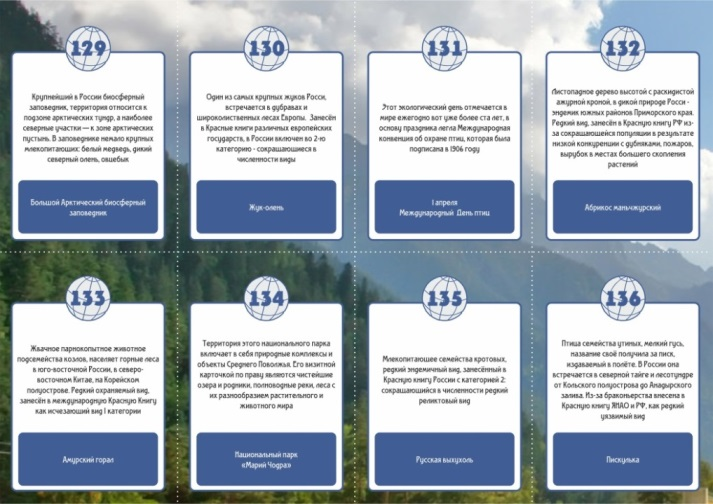 129
Крупнейший в России биосферный
заповедник, территория относится к
подзоне арктических тундр, а наиболее
северные участки — к зоне арктических
пустынь. В заповеднике немало крупных
млекопитающих: белый медведь, дикий
северный олень, овцебык
Большой Арктический биосферный
заповедник
130
Один из самых крупных жуков Росси,
встречается в дубравах и
широколиственных лесах Европы. Занесён
в Красные книги различных европейский
государств, в России включен во 2-ю
категорию - сокращающиеся в
численности виды
Жук-олень
131
Этот экологический день отмечается в
мире ежегодно вот уже более ста лет, в
основу праздника легла Международная
конвенция об охране птиц, которая была
подписана в 1906 году
1 апреля
Международный День птиц
132
Листопадное дерево высотой с раскидистой
ажурной кроной, в дикой природе Росси -
эндемик южных районов Приморского края.
Редкий вид, занесён в Красную книгу РФ из-
за сокращающейся популяции в результате
низкой конкуренции с дубняками, пожаров,
вырубок в местах большого скопления
растений
Абрикос маньчжурский
133
Жвачное парнокопытное животное
подсемейства козлов, населяет горные леса
в юго-восточной России, в северо-
восточном Китае, на Корейском
полуострове. Редкий охраняемый вид,
занесён в международную Красную Книгу
как исчезающий вид I категории
Амурский горал
134
Территория этого национального парка
включает в себя природные комплексы и
объекты Среднего Поволжья. Его визитной
карточкой по праву являются чистейшие
озера и родники, полноводные реки, леса с
их разнообразием растительного и
животного мира
Национальный парк
«Марий Чодра»
135
Млекопитающее семейства кротовых,
редкий эндемичный вид, занесённый в
Красную книгу России с категорией 2:
сокращающийся в численности редкий
реликтовый вид
Русская выхухоль
136
Птица семейства утиных, мелкий гусь,
название своё получила за писк,
издаваемый в полёте. В России она
встречается в северной тайге и лесотундре
от Кольского полуострова до Анадырского
залива. Из-за браконьерства внесена в
Красную книгу ЯНАО и РФ, как редкий
уязвимый вид
Пискулька